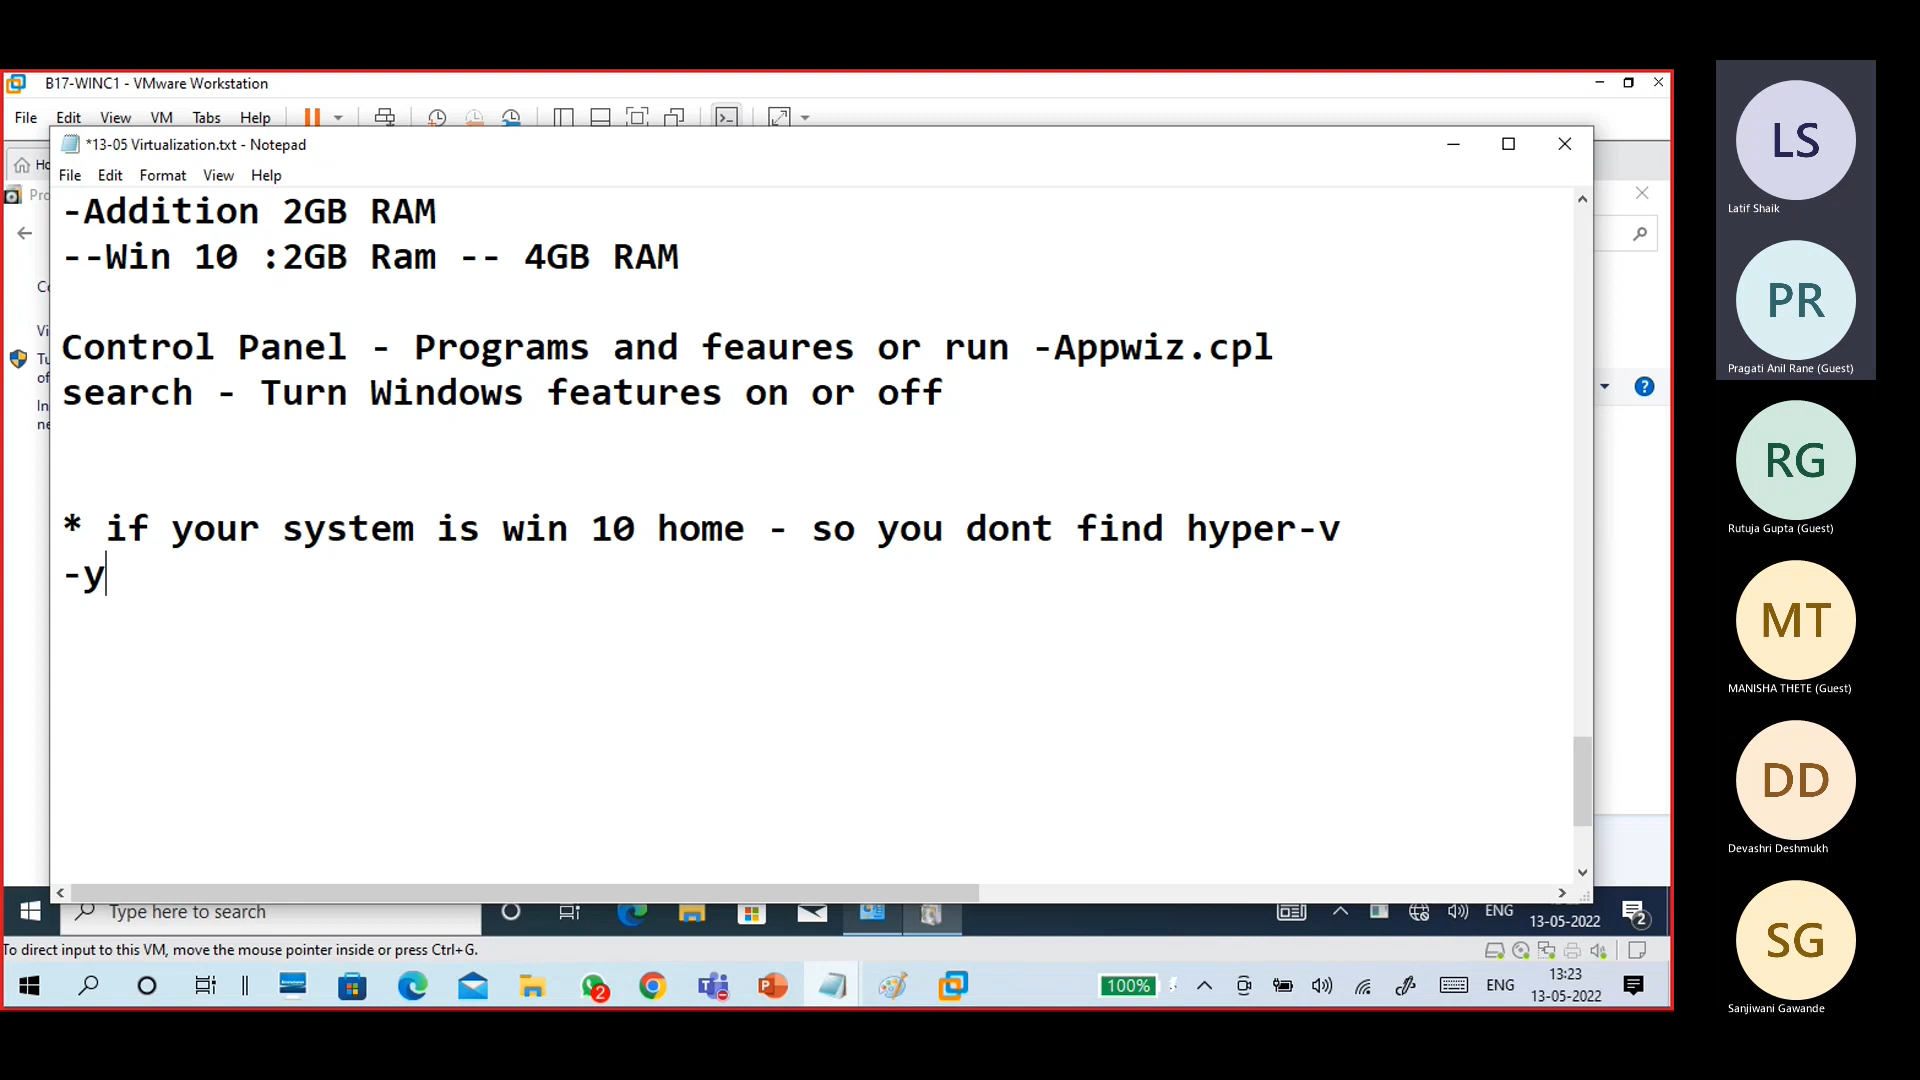 B17-WINC1 - VMware Workstation
File Edit View VM Tabs Help
*13-05 Virtualization.txt - Notepad
File Edit Format View Help
-Addition 2GB RAM
--Win 10 :2GB Ram -- 4GB RAM
Control Panel - Programs and feaures or run -Appwiz.cpl
search - Turn Windows features on or off
* if your system is win 10 home - so you dont find hyper-v
-y
Type here to search
ENG
13-05-2022
2
To direct input to this VM, move the mouse pointer inside or press Ctrl+G.
2
100%
ENG
13:23
13-05-2022
LS
Latif Shaik
PR
Pragati Anil Rane (Guest)
RG
Rutuja Gupta (Guest)
MT
MANISHA THETE (Guest)
DD
Devashri Deshmukh
SG
Sanjiwani Gawande